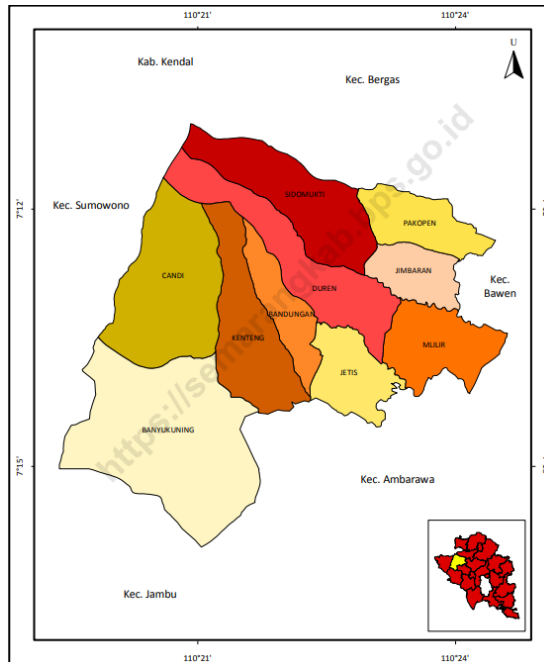 110°21'
110°24'
U
Kab. Kendal
Kec. Bergas
Kec. Sumowono
7°12'
SIDOMUKTI
PAKOPEN
JIMBARAN
CANDI
Kec.
Bawen
DUREN
BANDUNGAN
KENTENG
MLILIR
JETIS
BANYUKUNING
7°15'
Kec. Ambarawa
Kec. Jambu
110°21'
110°24'
https://semarangkab.bps.go.id